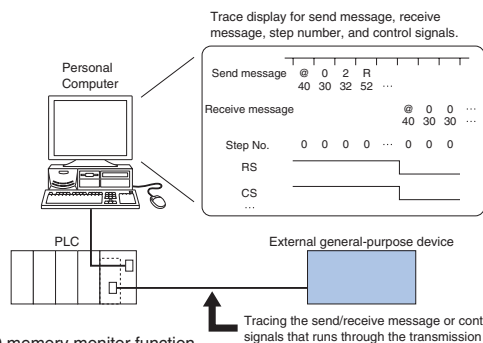 Trace display for send message, receive
message, step number, and control signals.
Personal
Computer
Send message @ 0 2 R
40 30 32 52 ...
Receive message @ 0 0 ...
40 30 30 ...
Step No. 0 0 0 0 ... 0 0 0
RS
CS
...
PLC
External general-purpose device
Tracing the send/receive message or cont
signals that runs through the transmission
memory monitor function